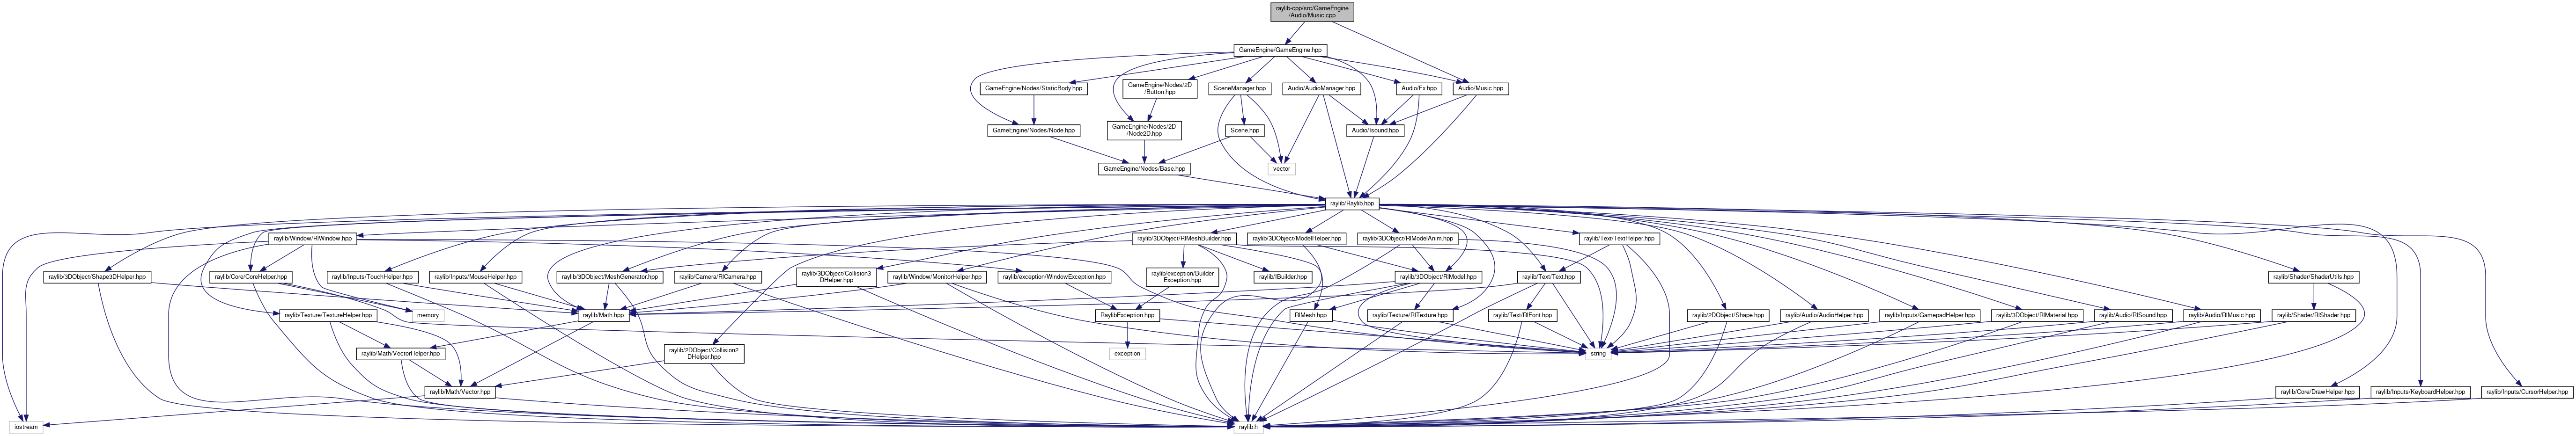 raylib-cpp/src/GameEngine
/Audio/Music.cpp
GameEngine/GameEngine.hpp
GameEngine/Nodes/StaticBody.hpp
GameEngine/Nodes/2D
/Button.hpp
SceneManager.hpp
Audio/AudioManager.hpp
Audio/Fx.hpp
Audio/Music.hpp
GameEngine/Nodes/Node.hpp
GameEngine/Nodes/2D
/Node2D.hpp
Scene.hpp
Audio/Isound.hpp
GameEngine/Nodes/Base.hpp
vector
raylib/Raylib.hpp
raylib/Window/RlWindow.hpp
raylib/3DObject/RlMeshBuilder.hpp
raylib/3DObject/ModelHelper.hpp
raylib/3DObject/RlModelAnim.hpp
raylib/Text/TextHelper.hpp
raylib/3DObject/Shape3DHelper.hpp
raylib/Core/CoreHelper.hpp
raylib/Inputs/TouchHelper.hpp
raylib/Inputs/MouseHelper.hpp
raylib/3DObject/MeshGenerator.hpp
raylib/Camera/RlCamera.hpp
raylib/3DObject/Collision3
DHelper.hpp
raylib/Window/MonitorHelper.hpp
raylib/exception/WindowException.hpp
raylib/exception/Builder
Exception.hpp
raylib/IBuilder.hpp
raylib/3DObject/RlModel.hpp
raylib/Text/Text.hpp
raylib/Shader/ShaderUtils.hpp
raylib/Texture/TextureHelper.hpp
memory
raylib/Math.hpp
RaylibException.hpp
RlMesh.hpp
raylib/Texture/RlTexture.hpp
raylib/Text/RlFont.hpp
raylib/2DObject/Shape.hpp
raylib/Audio/AudioHelper.hpp
raylib/Inputs/GamepadHelper.hpp
raylib/3DObject/RlMaterial.hpp
raylib/Audio/RlSound.hpp
raylib/Audio/RlMusic.hpp
raylib/Shader/RlShader.hpp
raylib/Math/VectorHelper.hpp
raylib/2DObject/Collision2
DHelper.hpp
exception
string
raylib/Math/Vector.hpp
raylib/Core/DrawHelper.hpp
raylib/Inputs/KeyboardHelper.hpp
raylib/Inputs/CursorHelper.hpp
iostream
raylib.h